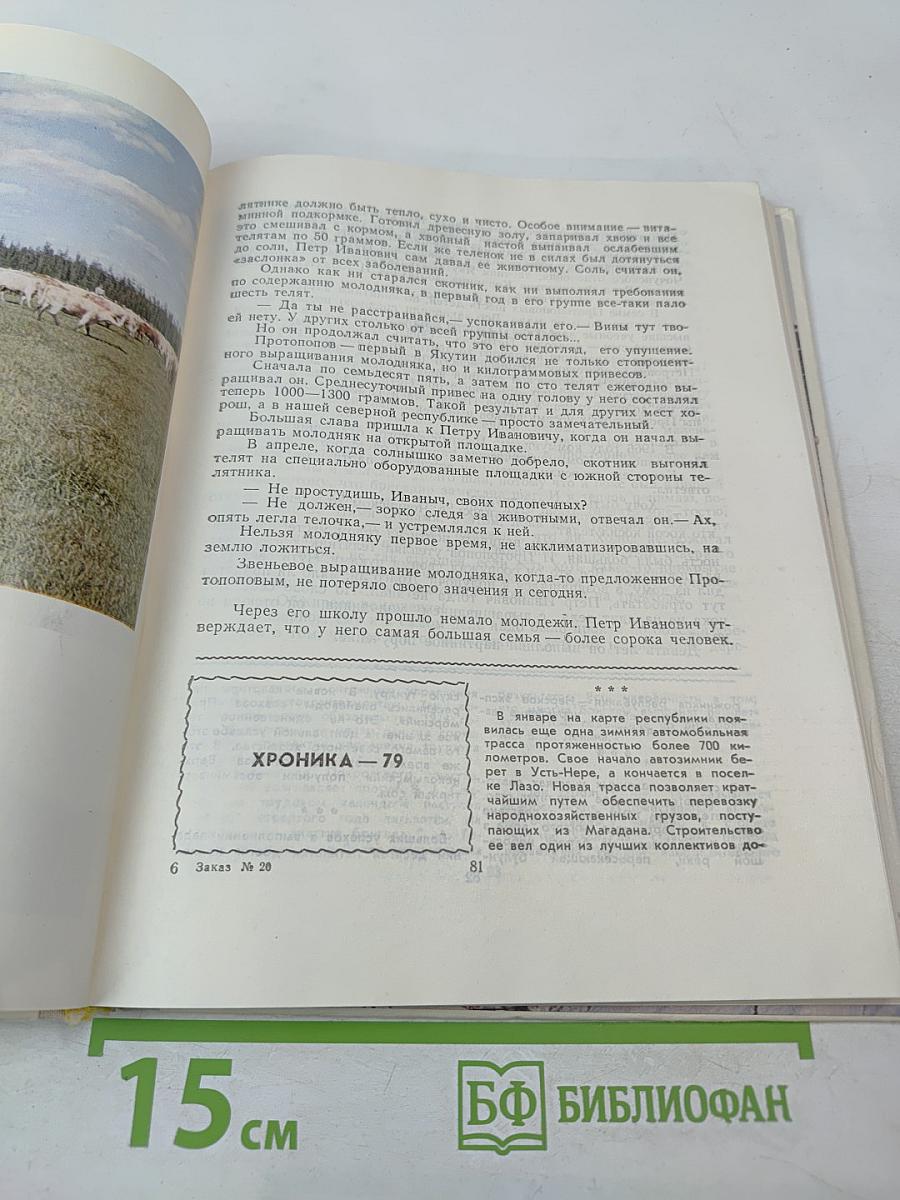 лятнике должно быть тепло, сухо и чисто. Особое внимание — вита-
минной подкормке. Готовил древесную золу, запаривал хвою и все
это смешивал с кормом, а хвойный настой выпаивал ослабевшим
телятам по 50 граммов. Если же теленок не в силах был дотянуться
до соли, Петр Иванович сам давал ее животному. Соль, считал он,
«заслонка» от всех заболеваний.
Однако как ни старался скотник, как ни выполнял требования
по содержанию молодняка, в первый год в его группе все-таки пало
шесть телят.
— Да ты не расстраивайся,— успокаивали его.— Вины тут тво-
ей нету. У других столько от всей группы осталось...
Но он продолжал считать, что это его недогляд, его упущение.
Протопопов — первый в Якутии добился не только стопроцент-
ного выращивания молодняка, но и килограммовых привесов.
Сначала по семьдесят пять, а затем по сто телят ежегодно вы-
ращивал он. Среднесуточный привес на одну голову у него составлял
теперь 1000—1300 граммов. Такой результат и для других мест хо-
рош, а в нашей северной республике — просто замечательный.
Большая слава пришла к Петру Ивановичу, когда он начал вы-
ращивать молодняк на открытой площадке.
В апреле, когда солнышко заметно добрело, скотник выгонял
телят на специально оборудованные площадки с южной стороны те-
лятника.
— Не простудишь, Иваныч, своих подопечных?
— Не должен,— зорко следя за животными, отвечал он.— Ах,
опять легла телочка,— и устремлялся к ней.
Нельзя молодняку первое время, не акклиматизировавшись, на
землю ложиться.
Звеньевое выращивание молодняка, когда-то предложенное Про-
топоповым, не потеряло своего значения и сегодня.
Через его школу прошло немало молодежи. Петр Иванович ут-
верждает, что у него самая большая семья — более сорока человек.
ХРОНИКА — 79
* * *
В январе на карте республики поя-
вилась еще одна зимняя автомобильная
трасса протяженностью более 700 ки-
лометров. Свое начало автозимник бе-
рет в Усть-Нере, а кончается в посел-
ке Лазо. Новая трасса позволяет крат-
чайшим путем обеспечить перевозку
народнохозяйственных грузов, посту-
пающих из Магадана. Строительство
ее вел один из лучших коллективов до-
6 Заказ № 20
81
15 см
БФ БИБЛИОФАН